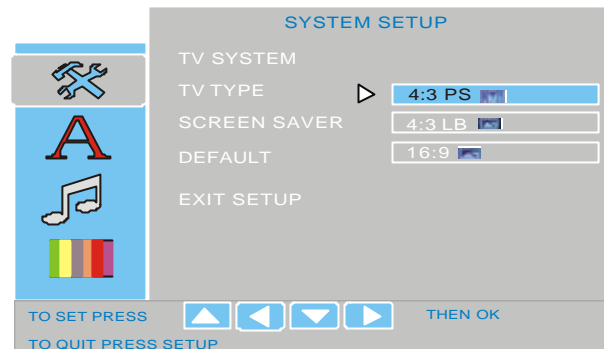 SYSTEM SETUP
TV SYSTEM
TV TYPE
4:3 PS
SCREEN SAVER
4:3 LB
DEFAULT
16:9
EXIT SETUP
A
TO SET PRESS
THEN OK
TO QUIT PRESS SETUP